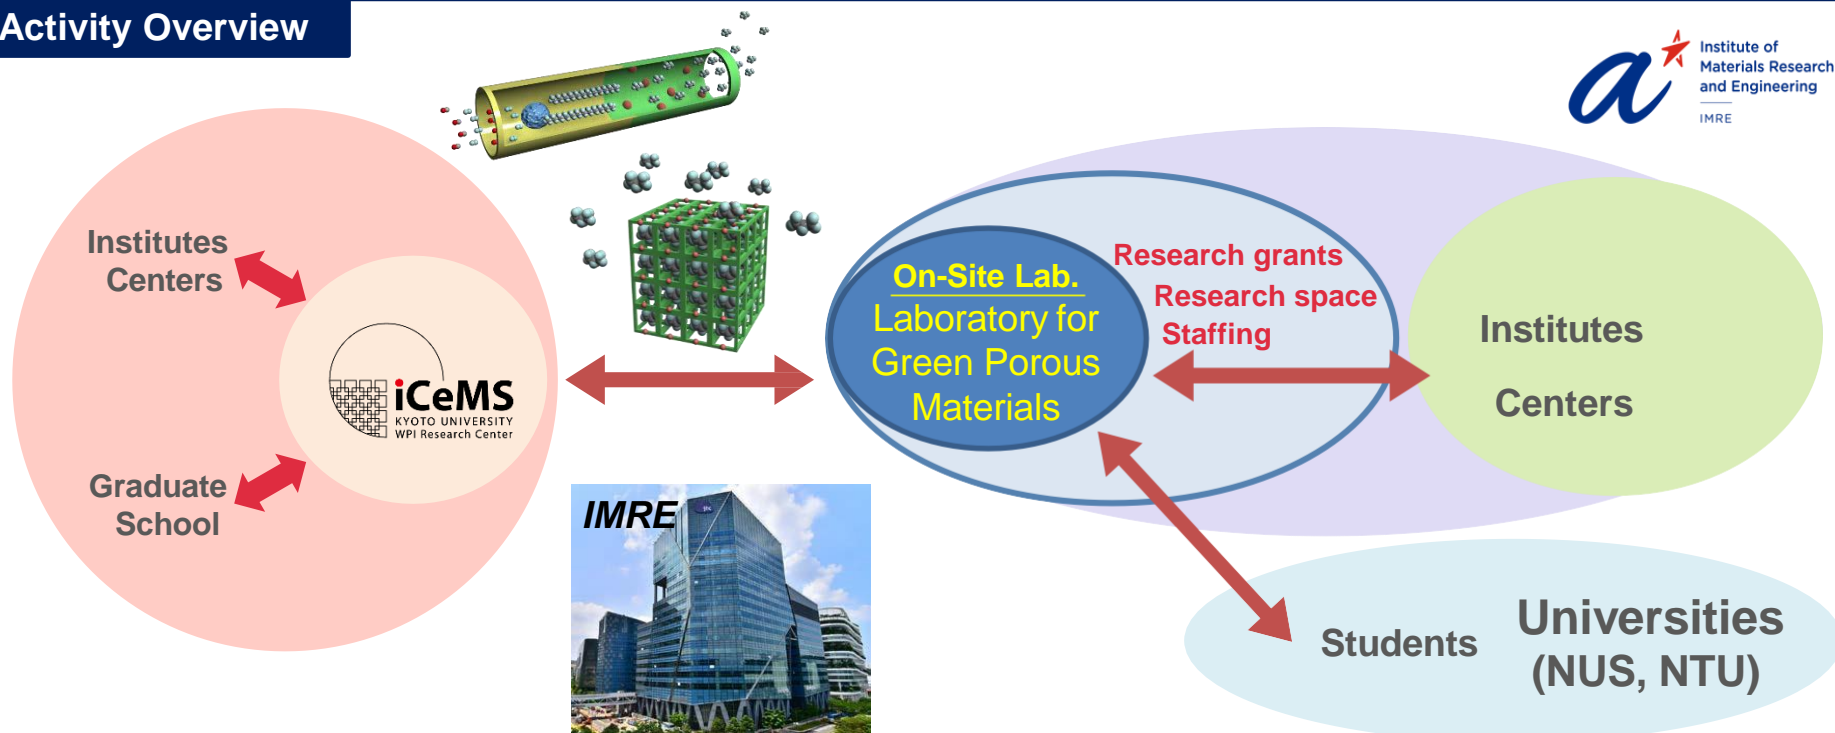 Activity Overview
Institute of
Materials Research
and Engineering
IMRE
Institutes
Centers
iCeMS
KYOTO UNIVERSITY
WPI Research Center
Graduate
School
On-Site Lab.
Laboratory for
Green Porous
Materials
Research grants
Research space
Staffing
Institutes
Centers
IMRE
Students
Universities
(NUS, NTU)